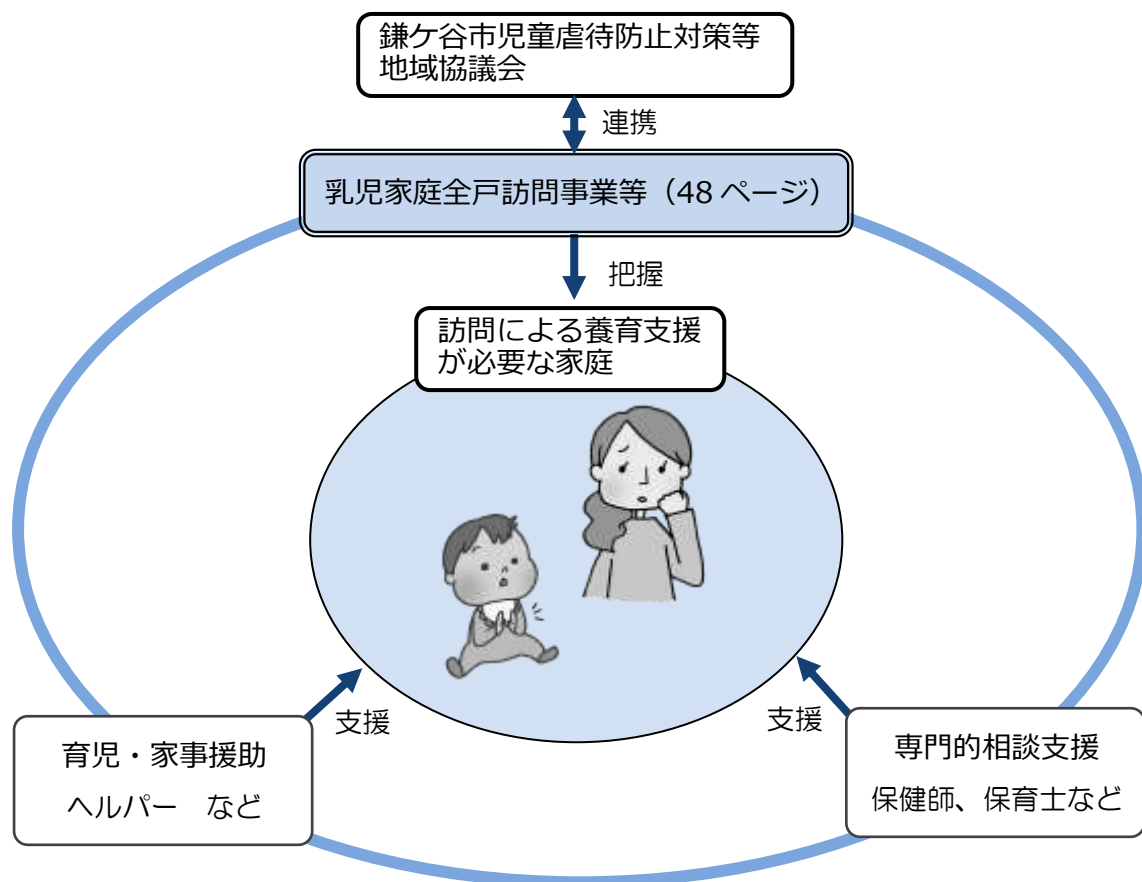 鎌ケ谷市児童虐待防止対策等
地域協議会
連携
乳児家庭全戸訪問事業等（48 ページ）
把握
訪問による養育支援
が必要な家庭
支援
支援
育児・家事援助
ヘルパー　など
専門的相談支援
保健師、保育士など